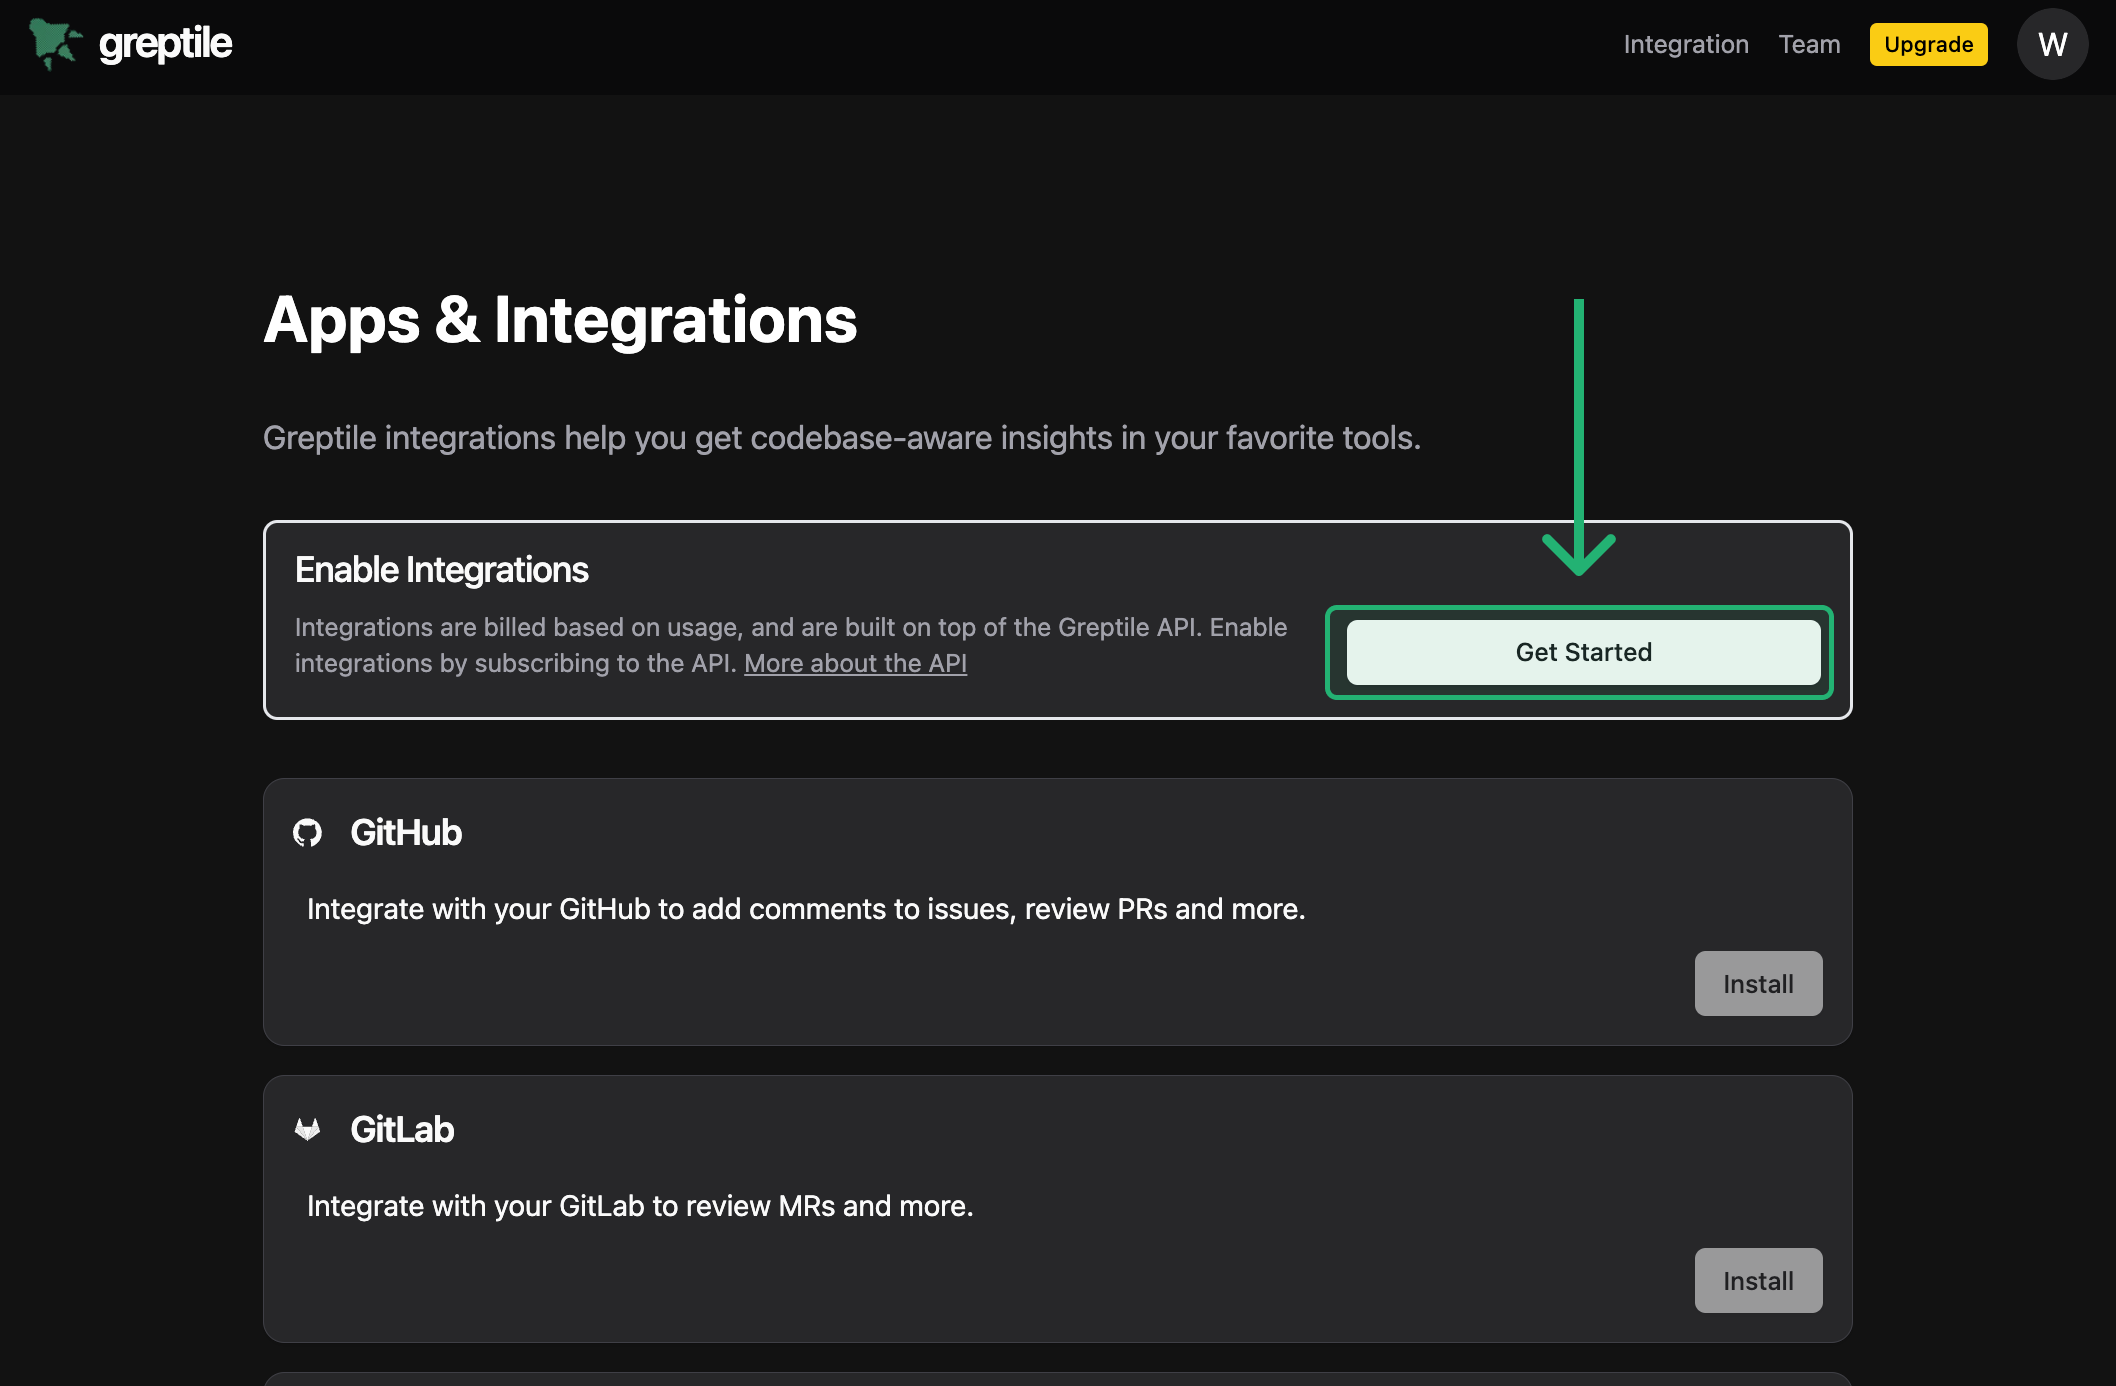 greptile
Integration
Team
Upgrade
W
Apps & Integrations
Greptile integrations help you get codebase-aware insights in your favorite tools.
Enable Integrations
Integrations are billed based on usage, and are built on top of the Greptile API. Enable
integrations by subscribing to the API. More about the API
Get Started
GitHub
Integrate with your GitHub to add comments to issues, review PRs and more.
Install
GitLab
Integrate with your GitLab to review MRs and more.
Install